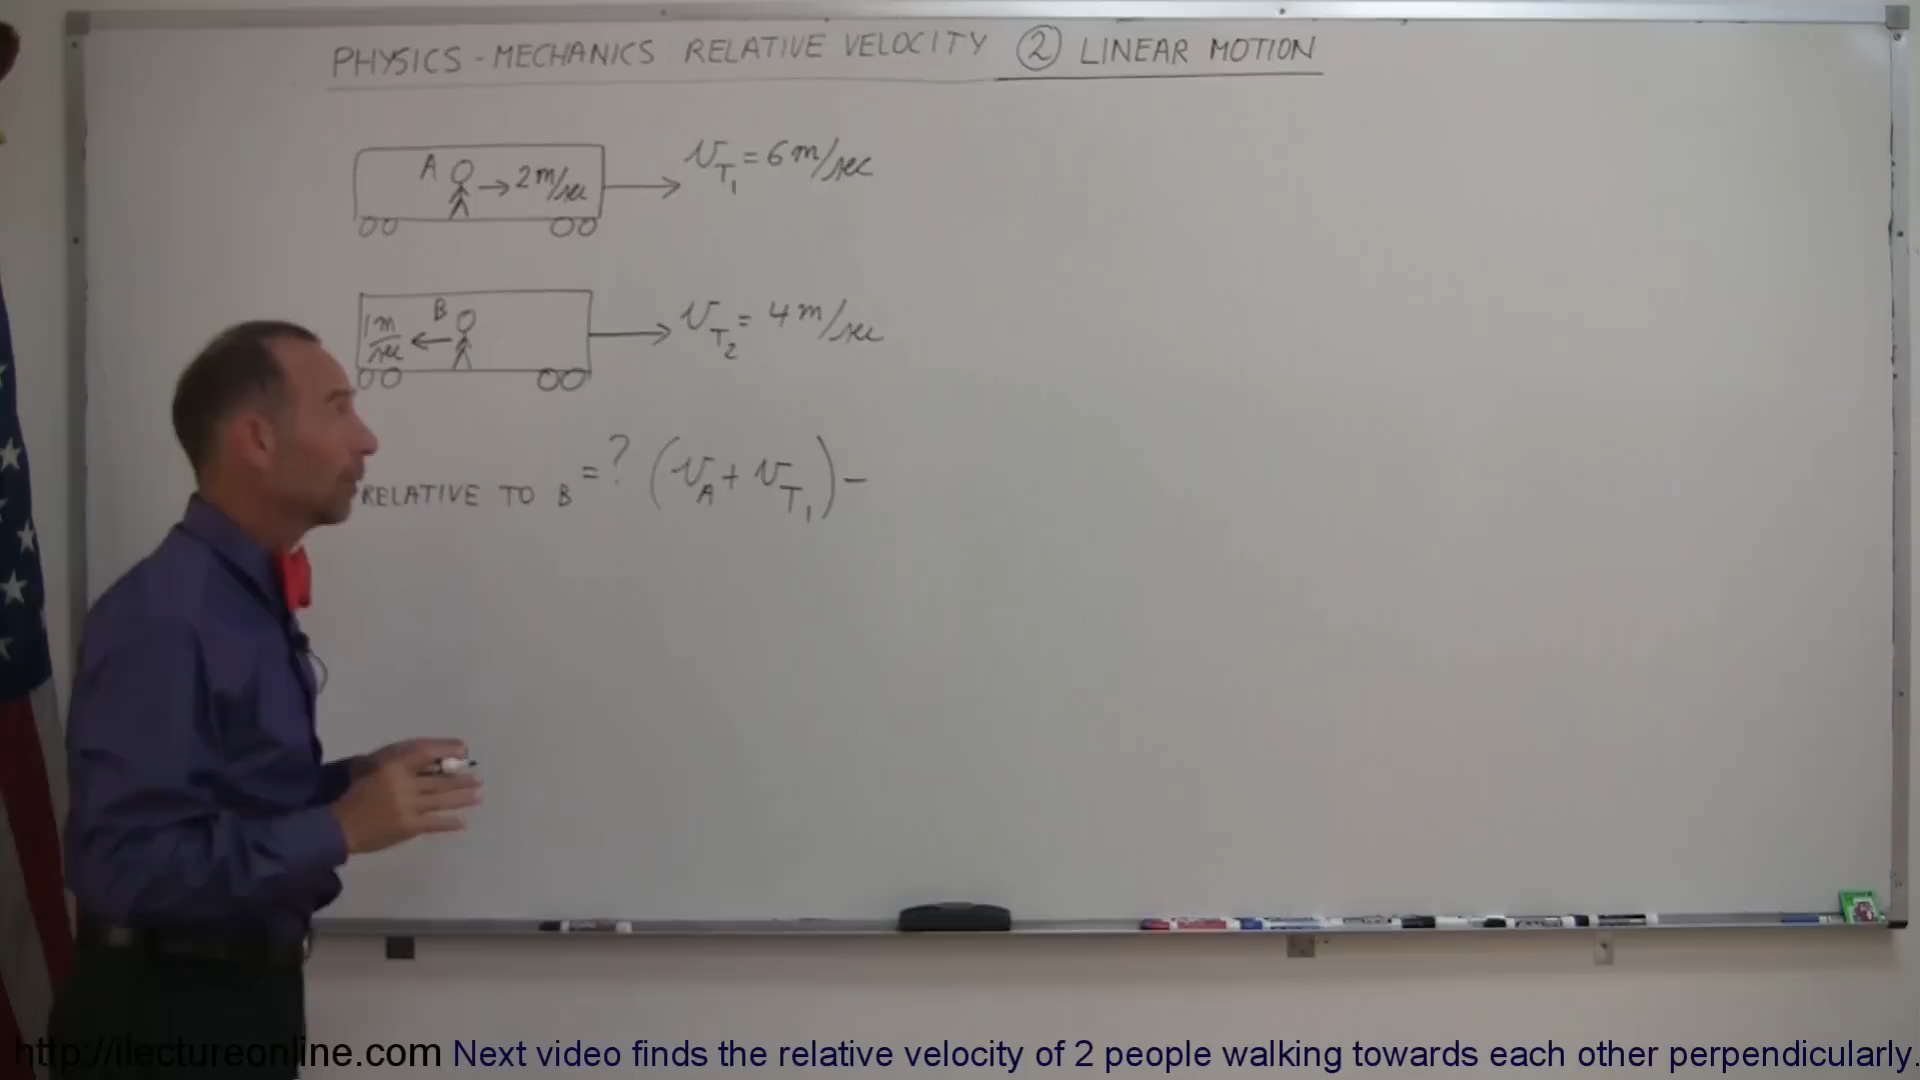 PHYSICS - MECHANICS RELATIVE VELOCITY ② LINEAR MOTION
A → 2 m/sec
v_T₁ = 6 m/sec
B
1 m/sec ←
v_T₂ = 4 m/sec
RELATIVE TO B = ? (v_A + v_T₁) -
http://ilectureonline.com Next video finds the relative velocity of 2 people walking towards each other perpendicularly.